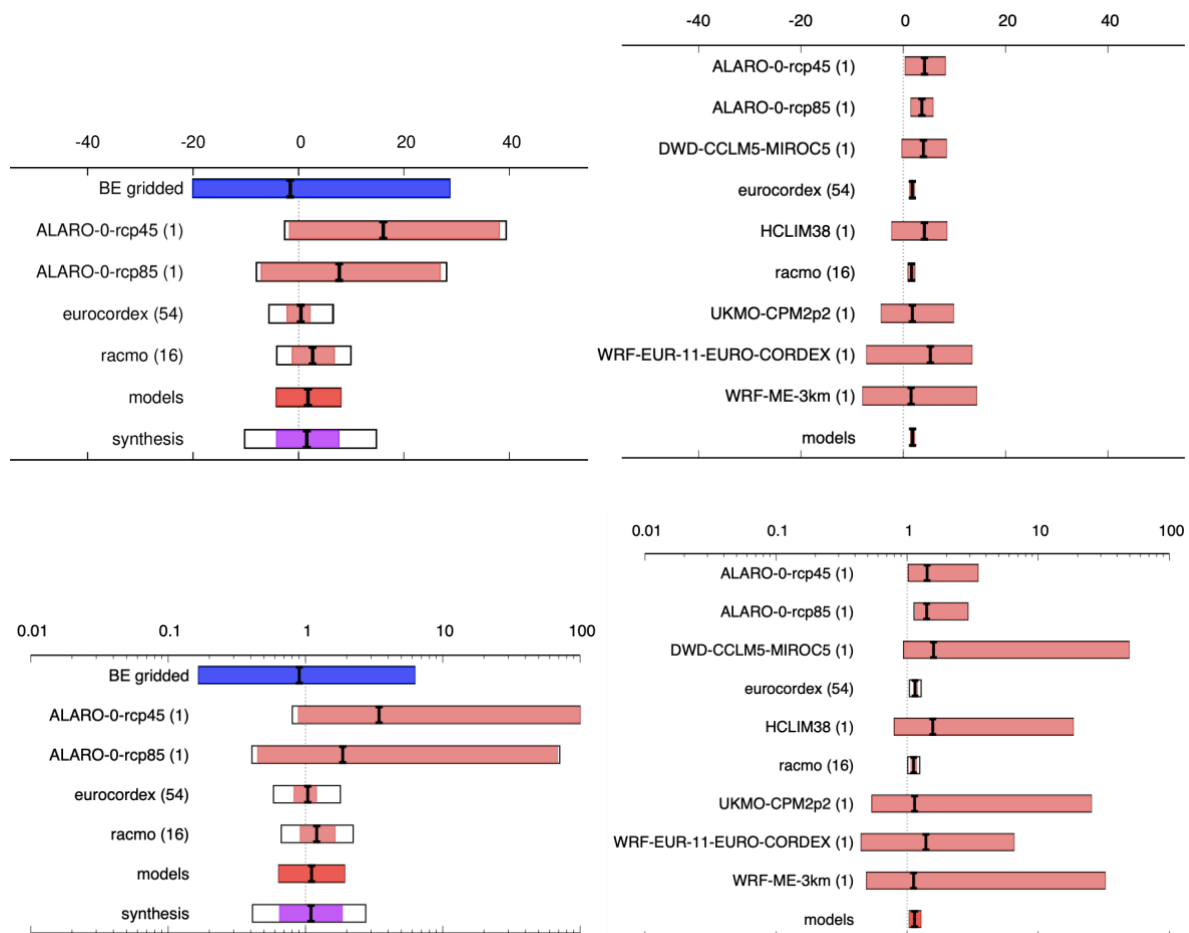 -40 -20 0 20 40
BE gridded
ALARO-0-rcp45 (1)
ALARO-0-rcp85 (1)
eurocordex (54)
racmo (16)
models
synthesis
-40 -20 0 20 40
ALARO-0-rcp45 (1)
ALARO-0-rcp85 (1)
DWD-CCLM5-MIROC5 (1)
eurocordex (54)
HCLIM38 (1)
racmo (16)
UKMO-CPM2p2 (1)
WRF-EUR-11-EURO-CORDEX (1)
WRF-ME-3km (1)
models
0.01 0.1 1 10 100
BE gridded
ALARO-0-rcp45 (1)
ALARO-0-rcp85 (1)
eurocordex (54)
racmo (16)
models
synthesis
0.01 0.1 1 10 100
ALARO-0-rcp45 (1)
ALARO-0-rcp85 (1)
DWD-CCLM5-MIROC5 (1)
eurocordex (54)
HCLIM38 (1)
racmo (16)
UKMO-CPM2p2 (1)
WRF-EUR-11-EURO-CORDEX (1)
WRF-ME-3km (1)
models